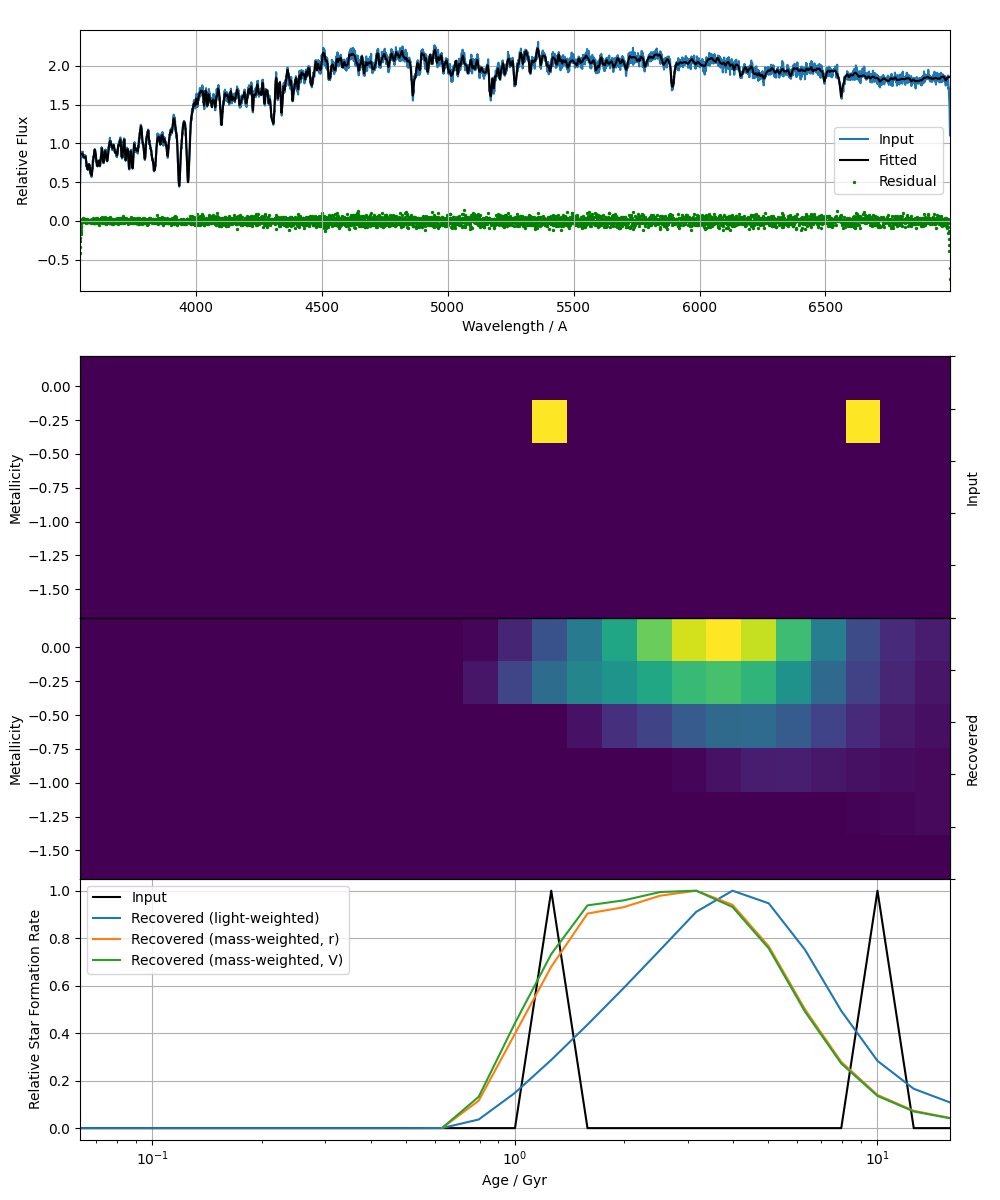 2.0
1.5
1.0
0.5
0.0
−0.5
Relative Flux
Input
Fitted
Residual
4000 4500 5000 5500 6000 6500
Wavelength / A
0.00
−0.25
−0.50
−0.75
−1.00
−1.25
−1.50
Metallicity
Input
0.00
−0.25
−0.50
−0.75
−1.00
−1.25
−1.50
Metallicity
Recovered
1.0
0.8
0.6
0.4
0.2
0.0
Relative Star Formation Rate
Input
Recovered (light-weighted)
Recovered (mass-weighted, r)
Recovered (mass-weighted, V)
10⁻¹ 10⁰ 10¹
Age / Gyr